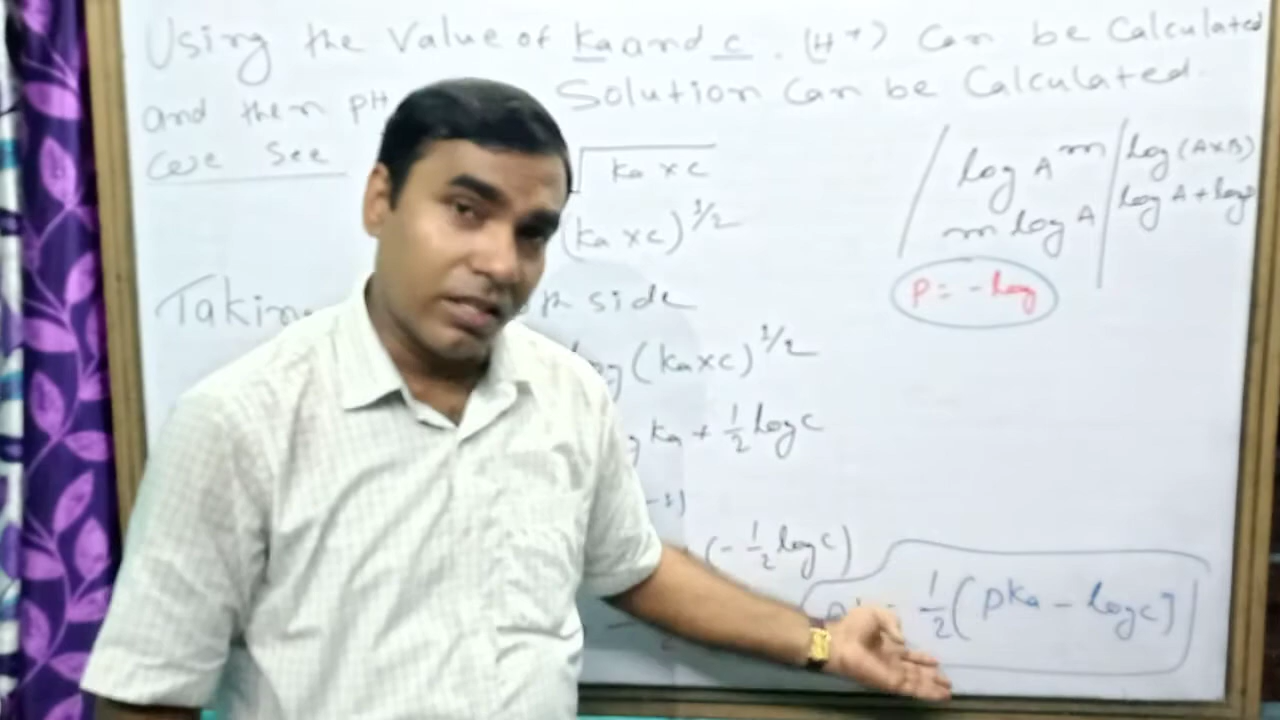 Using the Value of ka and c. (H⁺) Can be Calculated
and then pH Solution Can be Calculated.
See
√ka×c
(ka×c)^1/2
Taking side
(ka×c)^1/2
ka + 1/2 log c
(-1/2 log c)
1/2 (pka - log c]
log A^m
m log A
log (A×B)
log A + log
P = - log